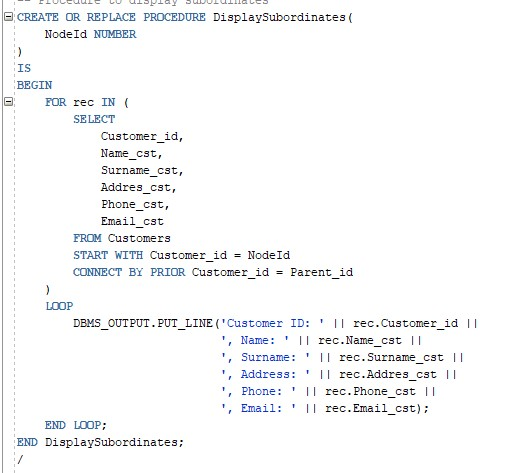 -- Procedure to display subordinates
CREATE OR REPLACE PROCEDURE DisplaySubordinates(
    NodeId NUMBER
)
IS
BEGIN
    FOR rec IN (
        SELECT
            Customer_id,
            Name_cst,
            Surname_cst,
            Addres_cst,
            Phone_cst,
            Email_cst
        FROM Customers
        START WITH Customer_id = NodeId
        CONNECT BY PRIOR Customer_id = Parent_id
    )
    LOOP
        DBMS_OUTPUT.PUT_LINE('Customer ID: ' || rec.Customer_id ||
                             ', Name: ' || rec.Name_cst ||
                             ', Surname: ' || rec.Surname_cst ||
                             ', Address: ' || rec.Addres_cst ||
                             ', Phone: ' || rec.Phone_cst ||
                             ', Email: ' || rec.Email_cst);
    END LOOP;
END DisplaySubordinates;
/